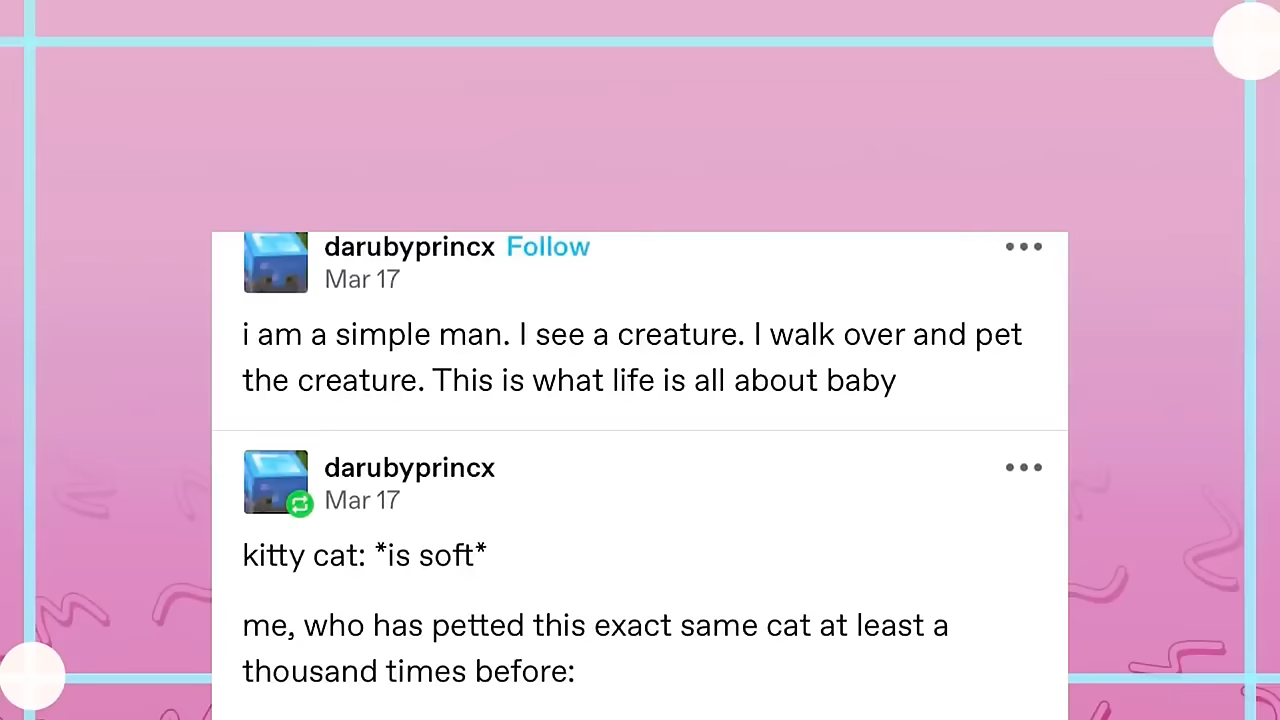 darubyprincx Follow
Mar 17
i am a simple man. I see a creature. I walk over and pet
the creature. This is what life is all about baby
darubyprincx
Mar 17
kitty cat: *is soft*
me, who has petted this exact same cat at least a
thousand times before: